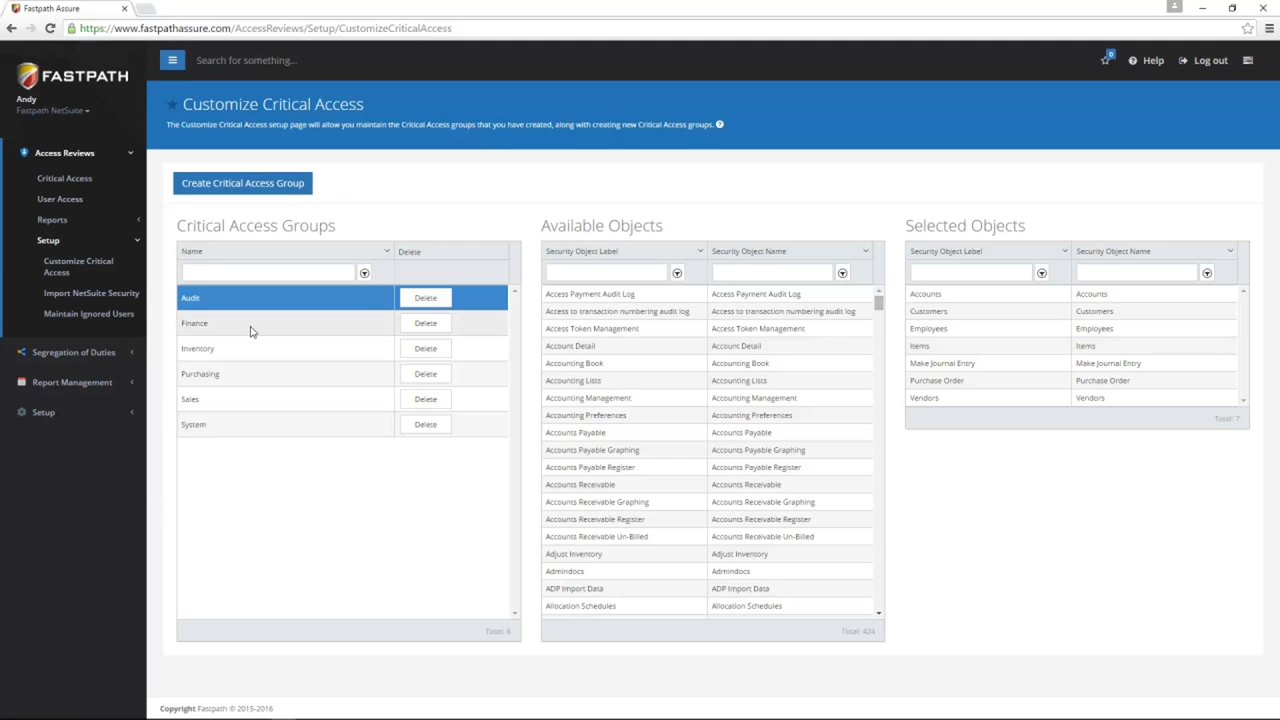 Fastpath Assure
https://www.fastpathassure.com/AccessReviews/Setup/CustomizeCriticalAccess
FASTPATH
Andy
Fastpath NetSuite
Search for something...
0
Help
Log out
Customize Critical Access
The Customize Critical Access setup page will allow you maintain the Critical Access groups that you have created, along with creating new Critical Access groups.
Access Reviews
Critical Access
User Access
Reports
Setup
Customize Critical
Access
Import NetSuite Security
Maintain Ignored Users
Segregation of Duties
Report Management
Setup
Create Critical Access Group
Critical Access Groups
Name Delete
Audit Delete
Finance Delete
Inventory Delete
Purchasing Delete
Sales Delete
System Delete
Total: 6
Available Objects
Security Object Label Security Object Name
Access Payment Audit Log Access Payment Audit Log
Access to transaction numbering audit log Access to transaction numbering audit log
Access Token Management Access Token Management
Account Detail Account Detail
Accounting Book Accounting Book
Accounting Lists Accounting Lists
Accounting Management Accounting Management
Accounting Preferences Accounting Preferences
Accounts Payable Accounts Payable
Accounts Payable Graphing Accounts Payable Graphing
Accounts Payable Register Accounts Payable Register
Accounts Receivable Accounts Receivable
Accounts Receivable Graphing Accounts Receivable Graphing
Accounts Receivable Register Accounts Receivable Register
Accounts Receivable Un-Billed Accounts Receivable Un-Billed
Adjust Inventory Adjust Inventory
Admindocs Admindocs
ADP Import Data ADP Import Data
Allocation Schedules Allocation Schedules
Total: 424
Selected Objects
Security Object Label Security Object Name
Accounts Accounts
Customers Customers
Employees Employees
Items Items
Make Journal Entry Make Journal Entry
Purchase Order Purchase Order
Vendors Vendors
Total: 7
Copyright Fastpath © 2015-2016